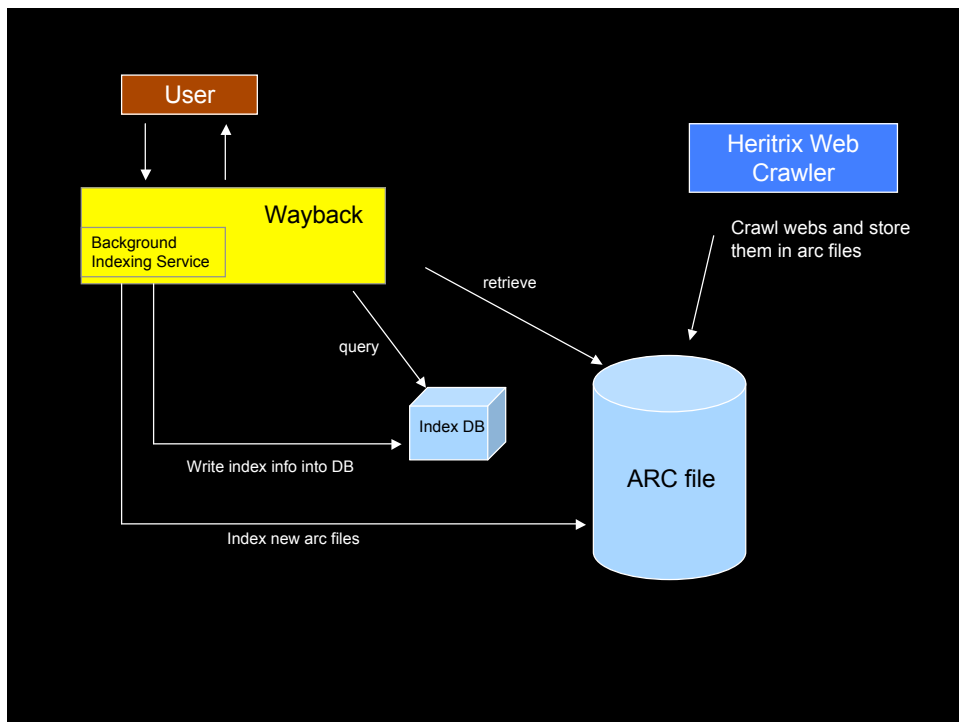 User
Heritrix Web
Crawler
Wayback
Background
Indexing Service
Crawl webs and store
them in arc files
retrieve
query
Index DB
Write index info into DB
ARC file
Index new arc files